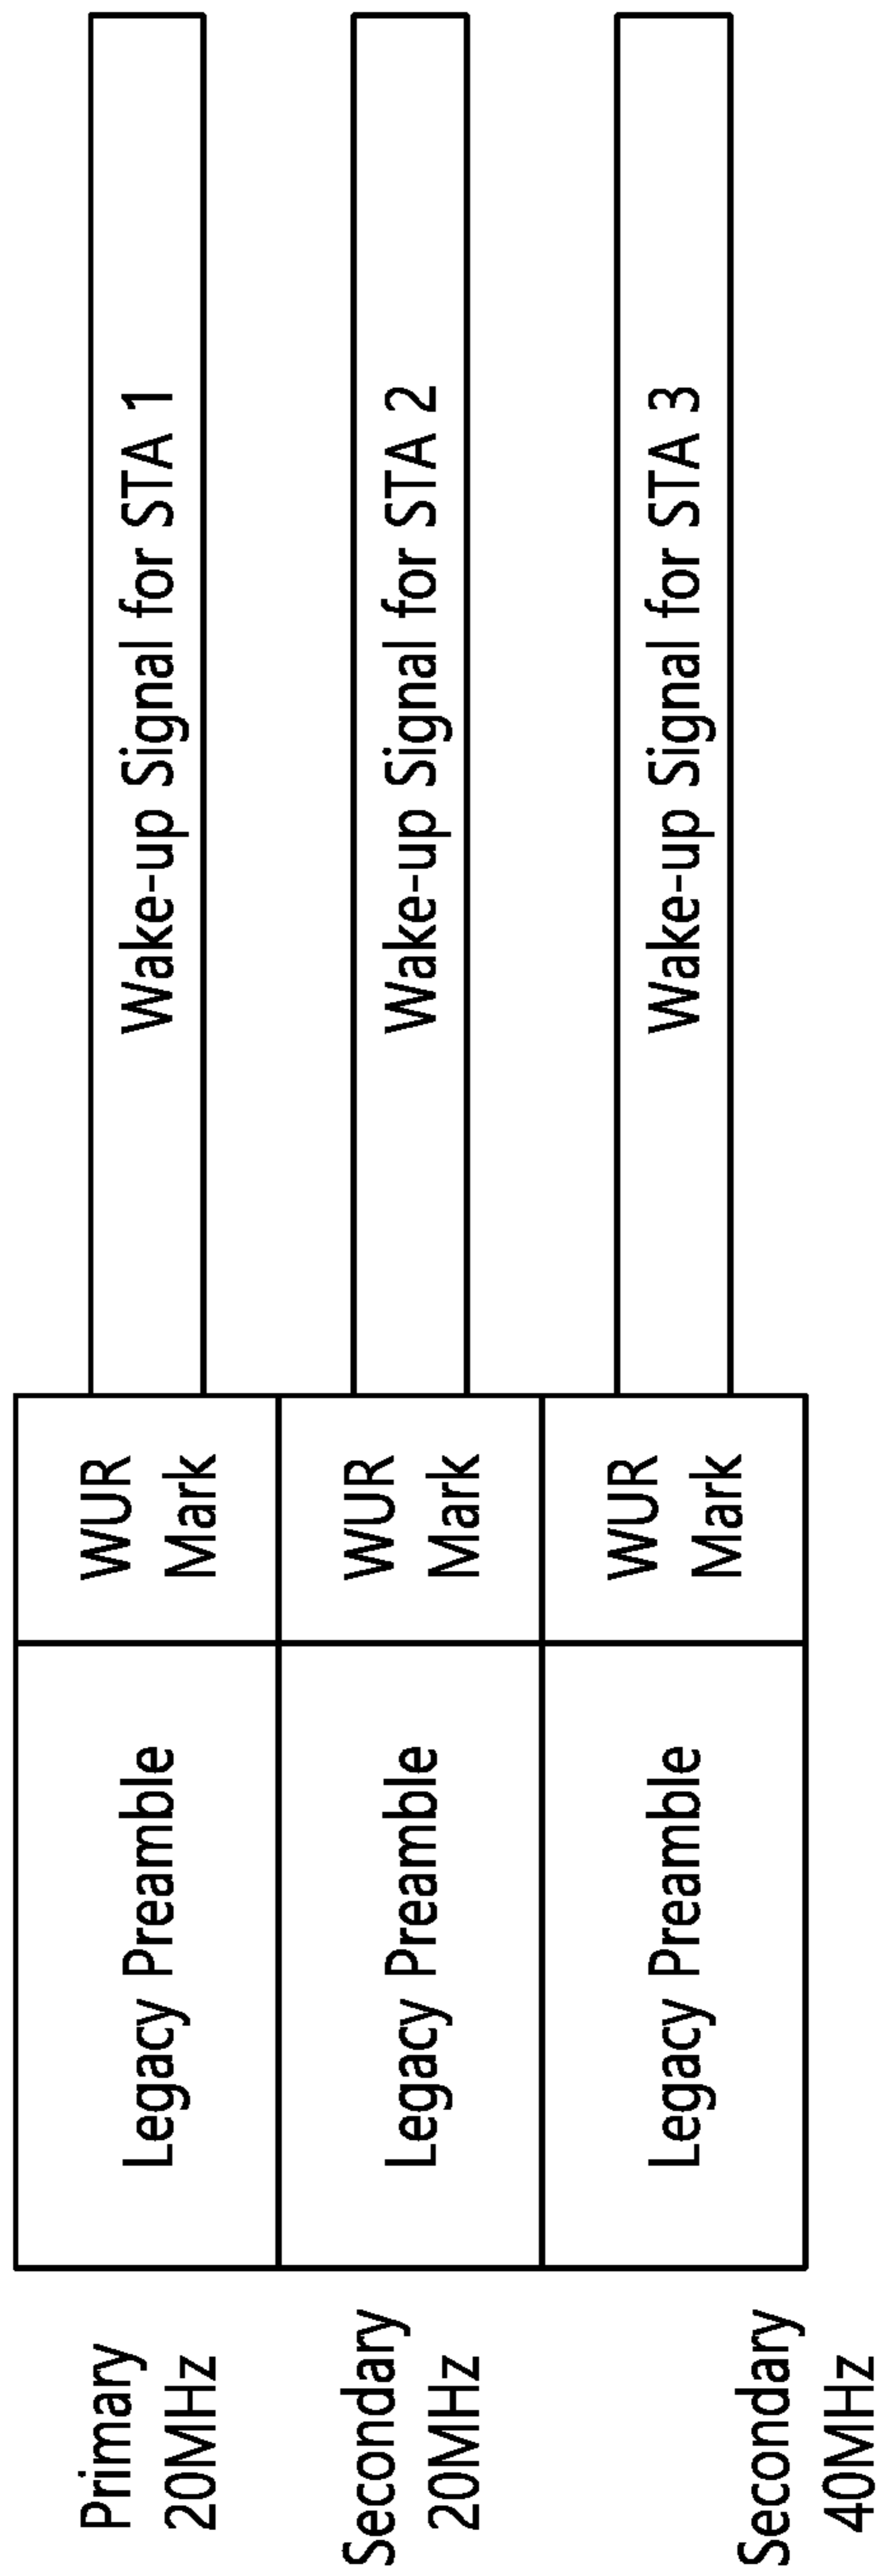 Primary
20MHz
Legacy Preamble
WUR
Mark
Wake-up Signal for STA 1
Secondary
20MHz
Legacy Preamble
WUR
Mark
Wake-up Signal for STA 2
Secondary
40MHz
Legacy Preamble
WUR
Mark
Wake-up Signal for STA 3